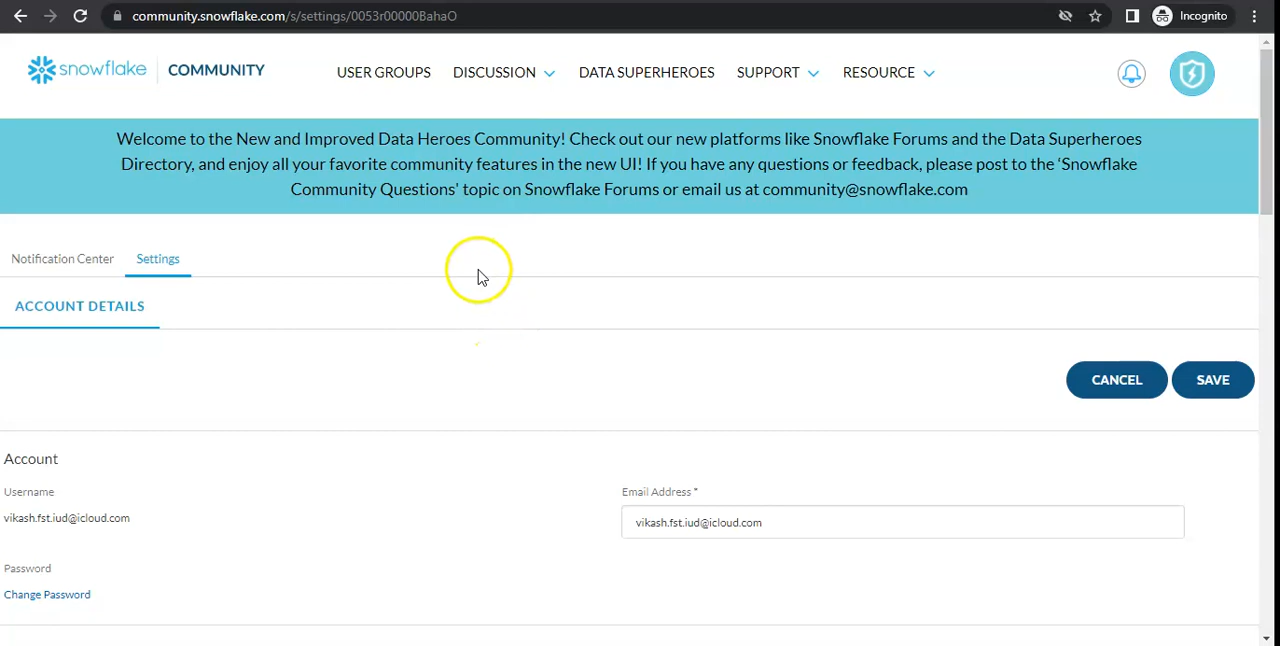 community.snowflake.com/s/settings/0053r00000BahaO
Incognito
snowflake
COMMUNITY
USER GROUPS
DISCUSSION
DATA SUPERHEROES
SUPPORT
RESOURCE
Welcome to the New and Improved Data Heroes Community! Check out our new platforms like Snowflake Forums and the Data Superheroes
Directory, and enjoy all your favorite community features in the new UI! If you have any questions or feedback, please post to the ‘Snowflake
Community Questions’ topic on Snowflake Forums or email us at community@snowflake.com
Notification Center
Settings
ACCOUNT DETAILS
CANCEL
SAVE
Account
Username
Email Address *
vikash.fst.iud@icloud.com
vikash.fst.iud@icloud.com
Password
Change Password